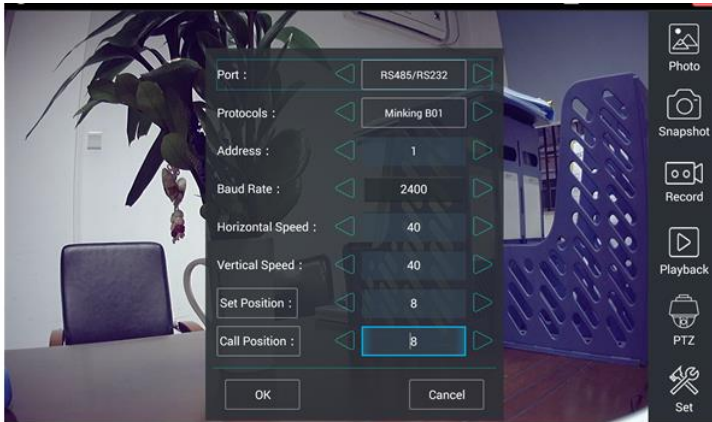 Port : RS485/RS232
Protocols : Minking B01
Address : 1
Baud Rate : 2400
Horizontal Speed : 40
Vertical Speed : 40
Set Position : 8
Call Position : 8
OK Cancel
Photo
Snapshot
Record
Playback
PTZ
Set